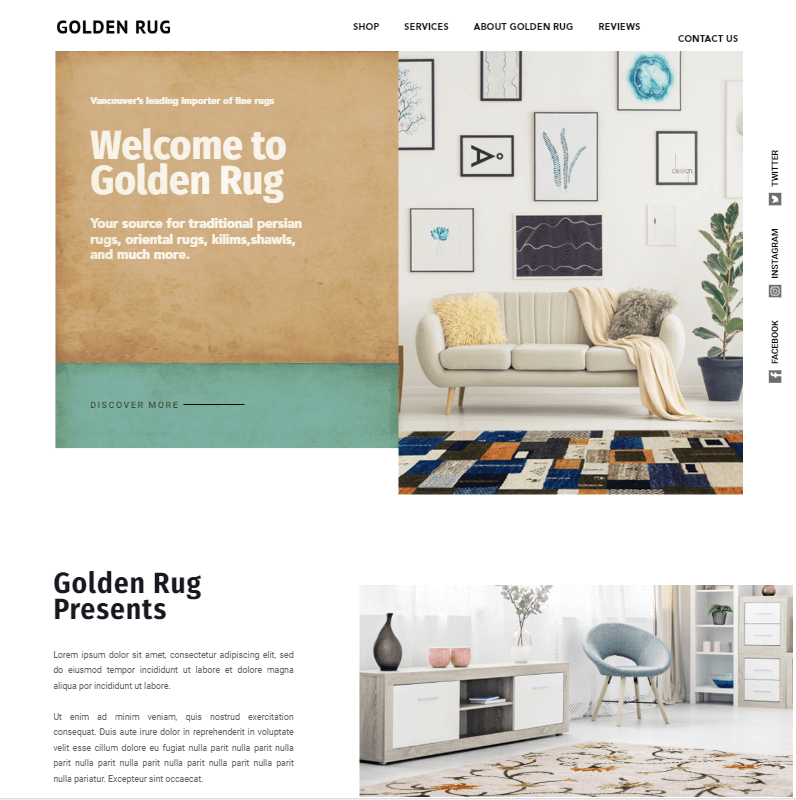 GOLDEN RUG
SHOP SERVICES ABOUT GOLDEN RUG REVIEWS
CONTACT US
Vancouver's leading importer of fine rugs
Welcome to
Golden Rug
Your source for traditional persian
rugs, oriental rugs, kilims,shawls,
and much more.
DISCOVER MORE
DESIGN
TWITTER
INSTAGRAM
FACEBOOK
Golden Rug
Presents
Lorem ipsum dolor sit amet, consectetur adipiscing elit, sed
do eiusmod tempor incididunt ut labore et dolore magna
aliqua por incididunt ut labore.
Ut enim ad minim veniam, quis nostrud exercitation
consequat. Duis aute irure dolor in reprehenderit in voluptate
velit esse cillum dolore eu fugiat nulla parit nulla parit nulla
parit nulla parit nulla parit nulla parit nulla parit nulla parit
nulla pariatur. Excepteur sint occaecat.